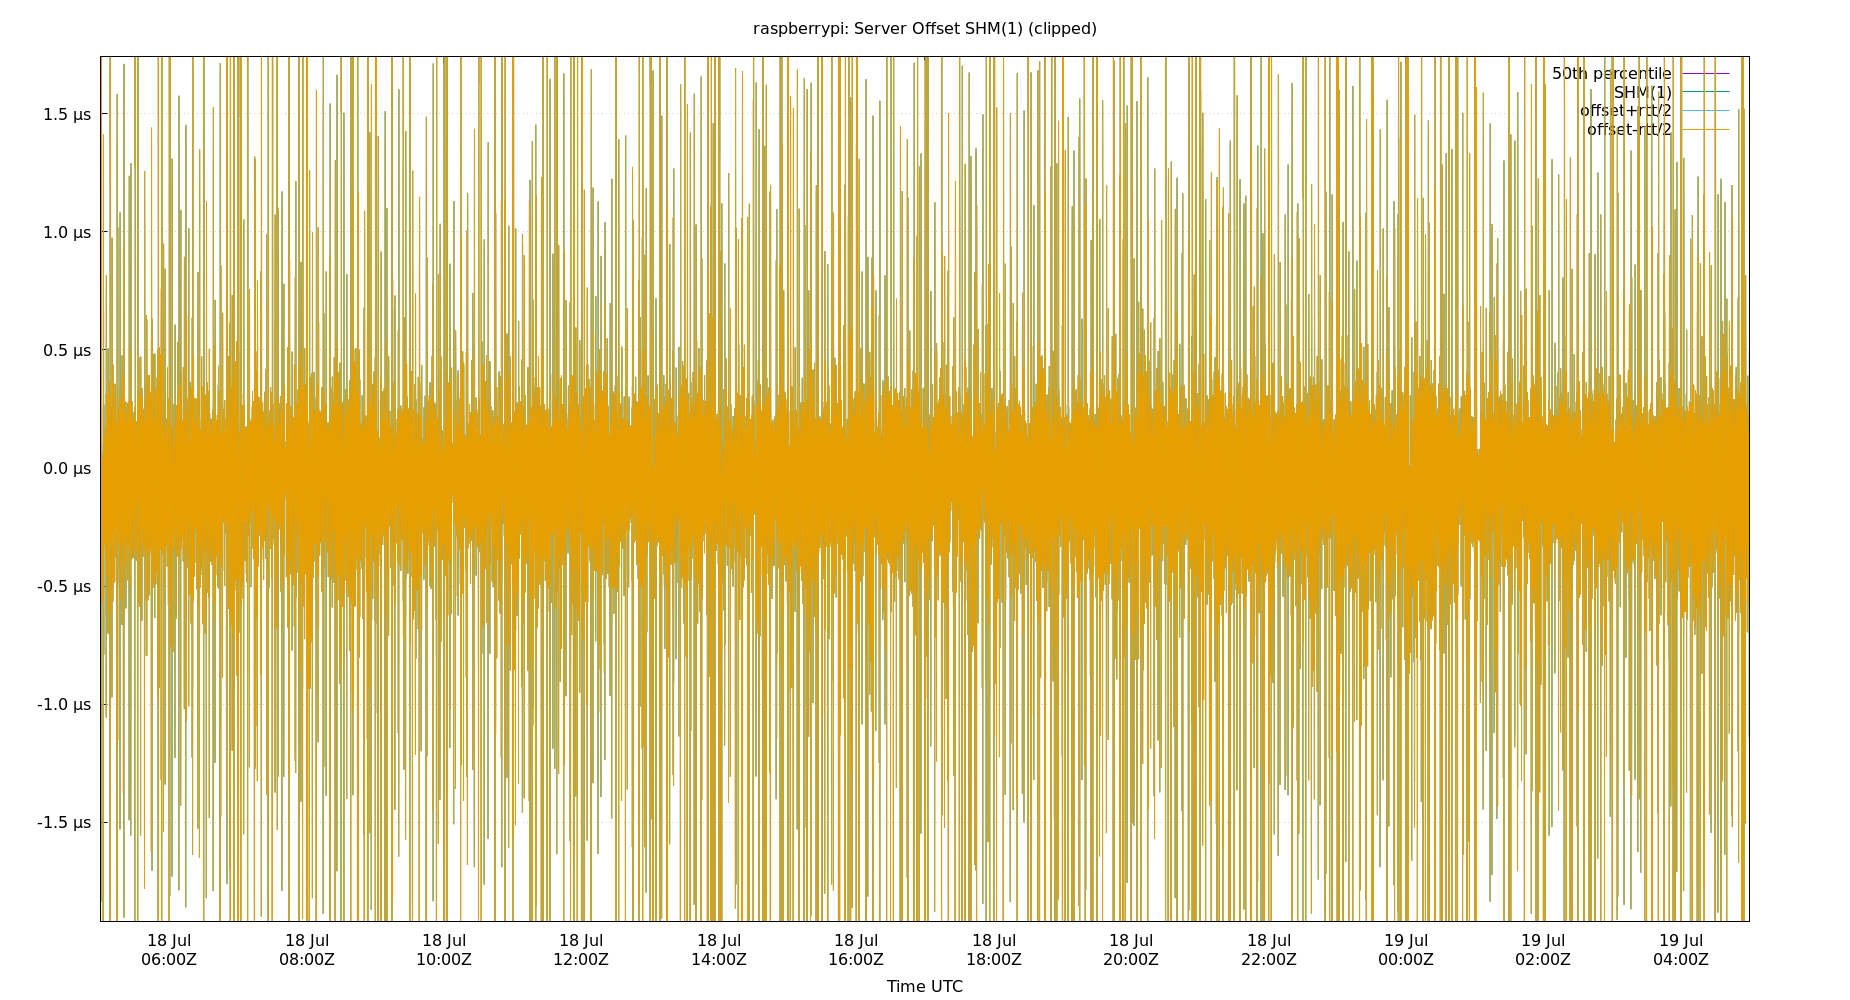 raspberrypi: Server Offset SHM(1) (clipped)
50th percentile
SHM(1)
offset+rtt/2
offset-rtt/2
1.5 µs
1.0 µs
0.5 µs
0.0 µs
-0.5 µs
-1.0 µs
-1.5 µs
18 Jul 18 Jul 18 Jul 18 Jul 18 Jul 18 Jul 18 Jul 18 Jul 18 Jul 19 Jul 19 Jul 19 Jul
06:00Z 08:00Z 10:00Z 12:00Z 14:00Z 16:00Z 18:00Z 20:00Z 22:00Z 00:00Z 02:00Z 04:00Z
Time UTC